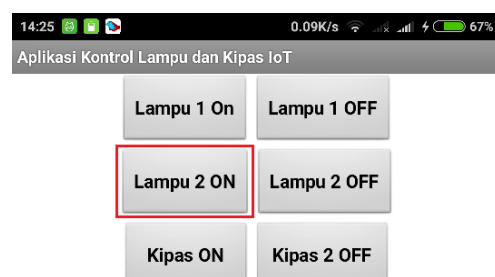 14:25 0.09K/s 67%
Aplikasi Kontrol Lampu dan Kipas IoT
Lampu 1 On Lampu 1 OFF
Lampu 2 ON Lampu 2 OFF
Kipas ON Kipas 2 OFF